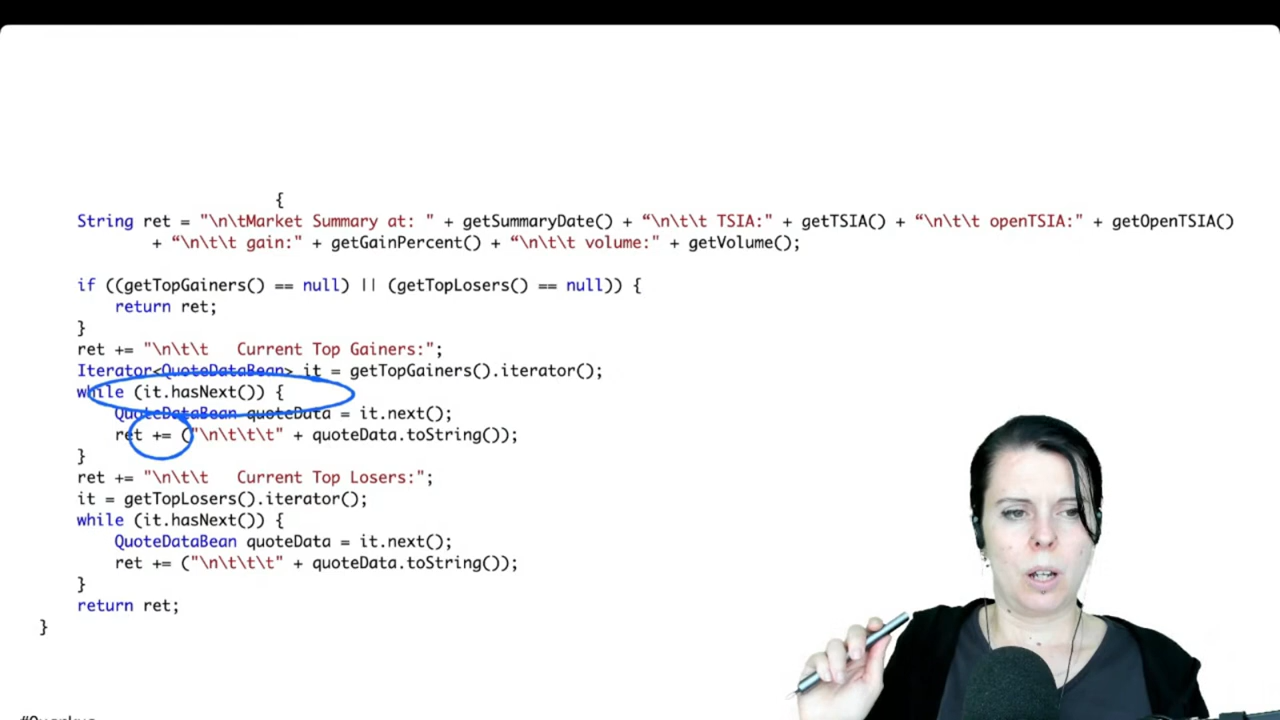 {
String ret = "\n\tMarket Summary at: " + getSummaryDate() + “\n\t\t TSIA:" + getTSIA() + “\n\t\t openTSIA:" + getOpenTSIA()
+ “\n\t\t gain:" + getGainPercent() + “\n\t\t volume:" + getVolume();
if ((getTopGainers() == null) || (getTopLosers() == null)) {
return ret;
}
ret += "\n\t\t   Current Top Gainers:";
Iterator<QuoteDataBean> it = getTopGainers().iterator();
while (it.hasNext()) {
QuoteDataBean quoteData = it.next();
ret += ("\n\t\t\t" + quoteData.toString());
}
ret += "\n\t\t   Current Top Losers:";
it = getTopLosers().iterator();
while (it.hasNext()) {
QuoteDataBean quoteData = it.next();
ret += ("\n\t\t\t" + quoteData.toString());
}
return ret;
}